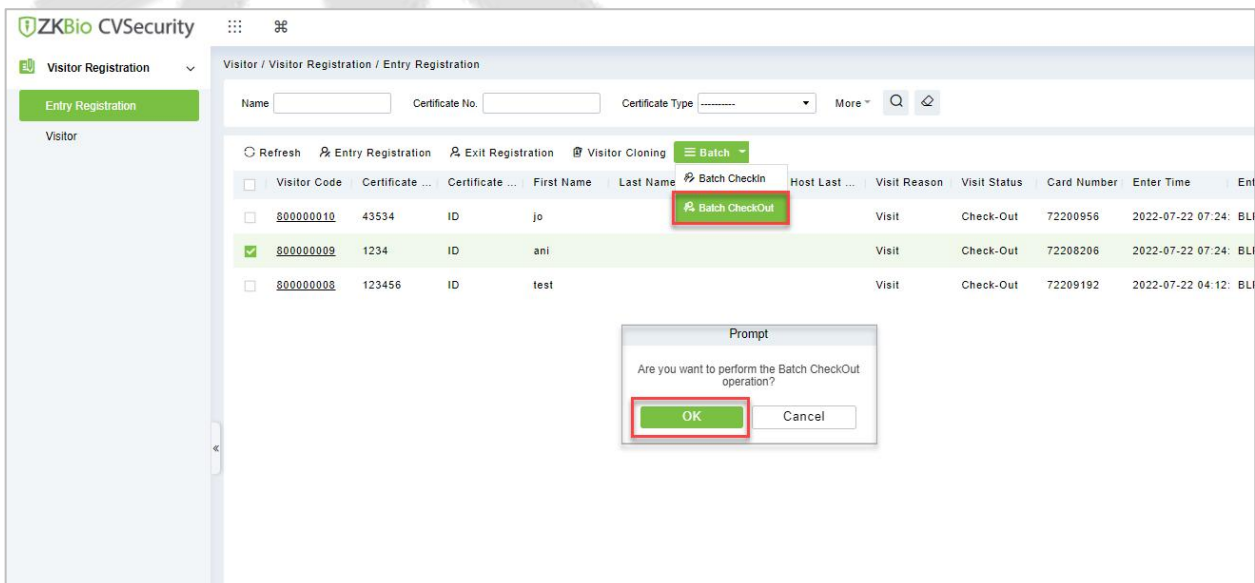 ZKBio CVSecurity
Visitor Registration
Entry Registration
Visitor
Visitor / Visitor Registration / Entry Registration
Name Certificate No. Certificate Type ---------- More
Refresh Entry Registration Exit Registration Visitor Cloning Batch
Batch CheckIn
Batch CheckOut
Visitor Code Certificate ... Certificate ... First Name Last Name Host Last ... Visit Reason Visit Status Card Number Enter Time Ent
800000010 43534 ID jo Visit Check-Out 72200956 2022-07-22 07:24:
800000009 1234 ID ani Visit Check-Out 72208206 2022-07-22 07:24:
800000008 123456 ID test Visit Check-Out 72209192 2022-07-22 04:12:
Prompt
Are you want to perform the Batch CheckOut
operation?
OK Cancel